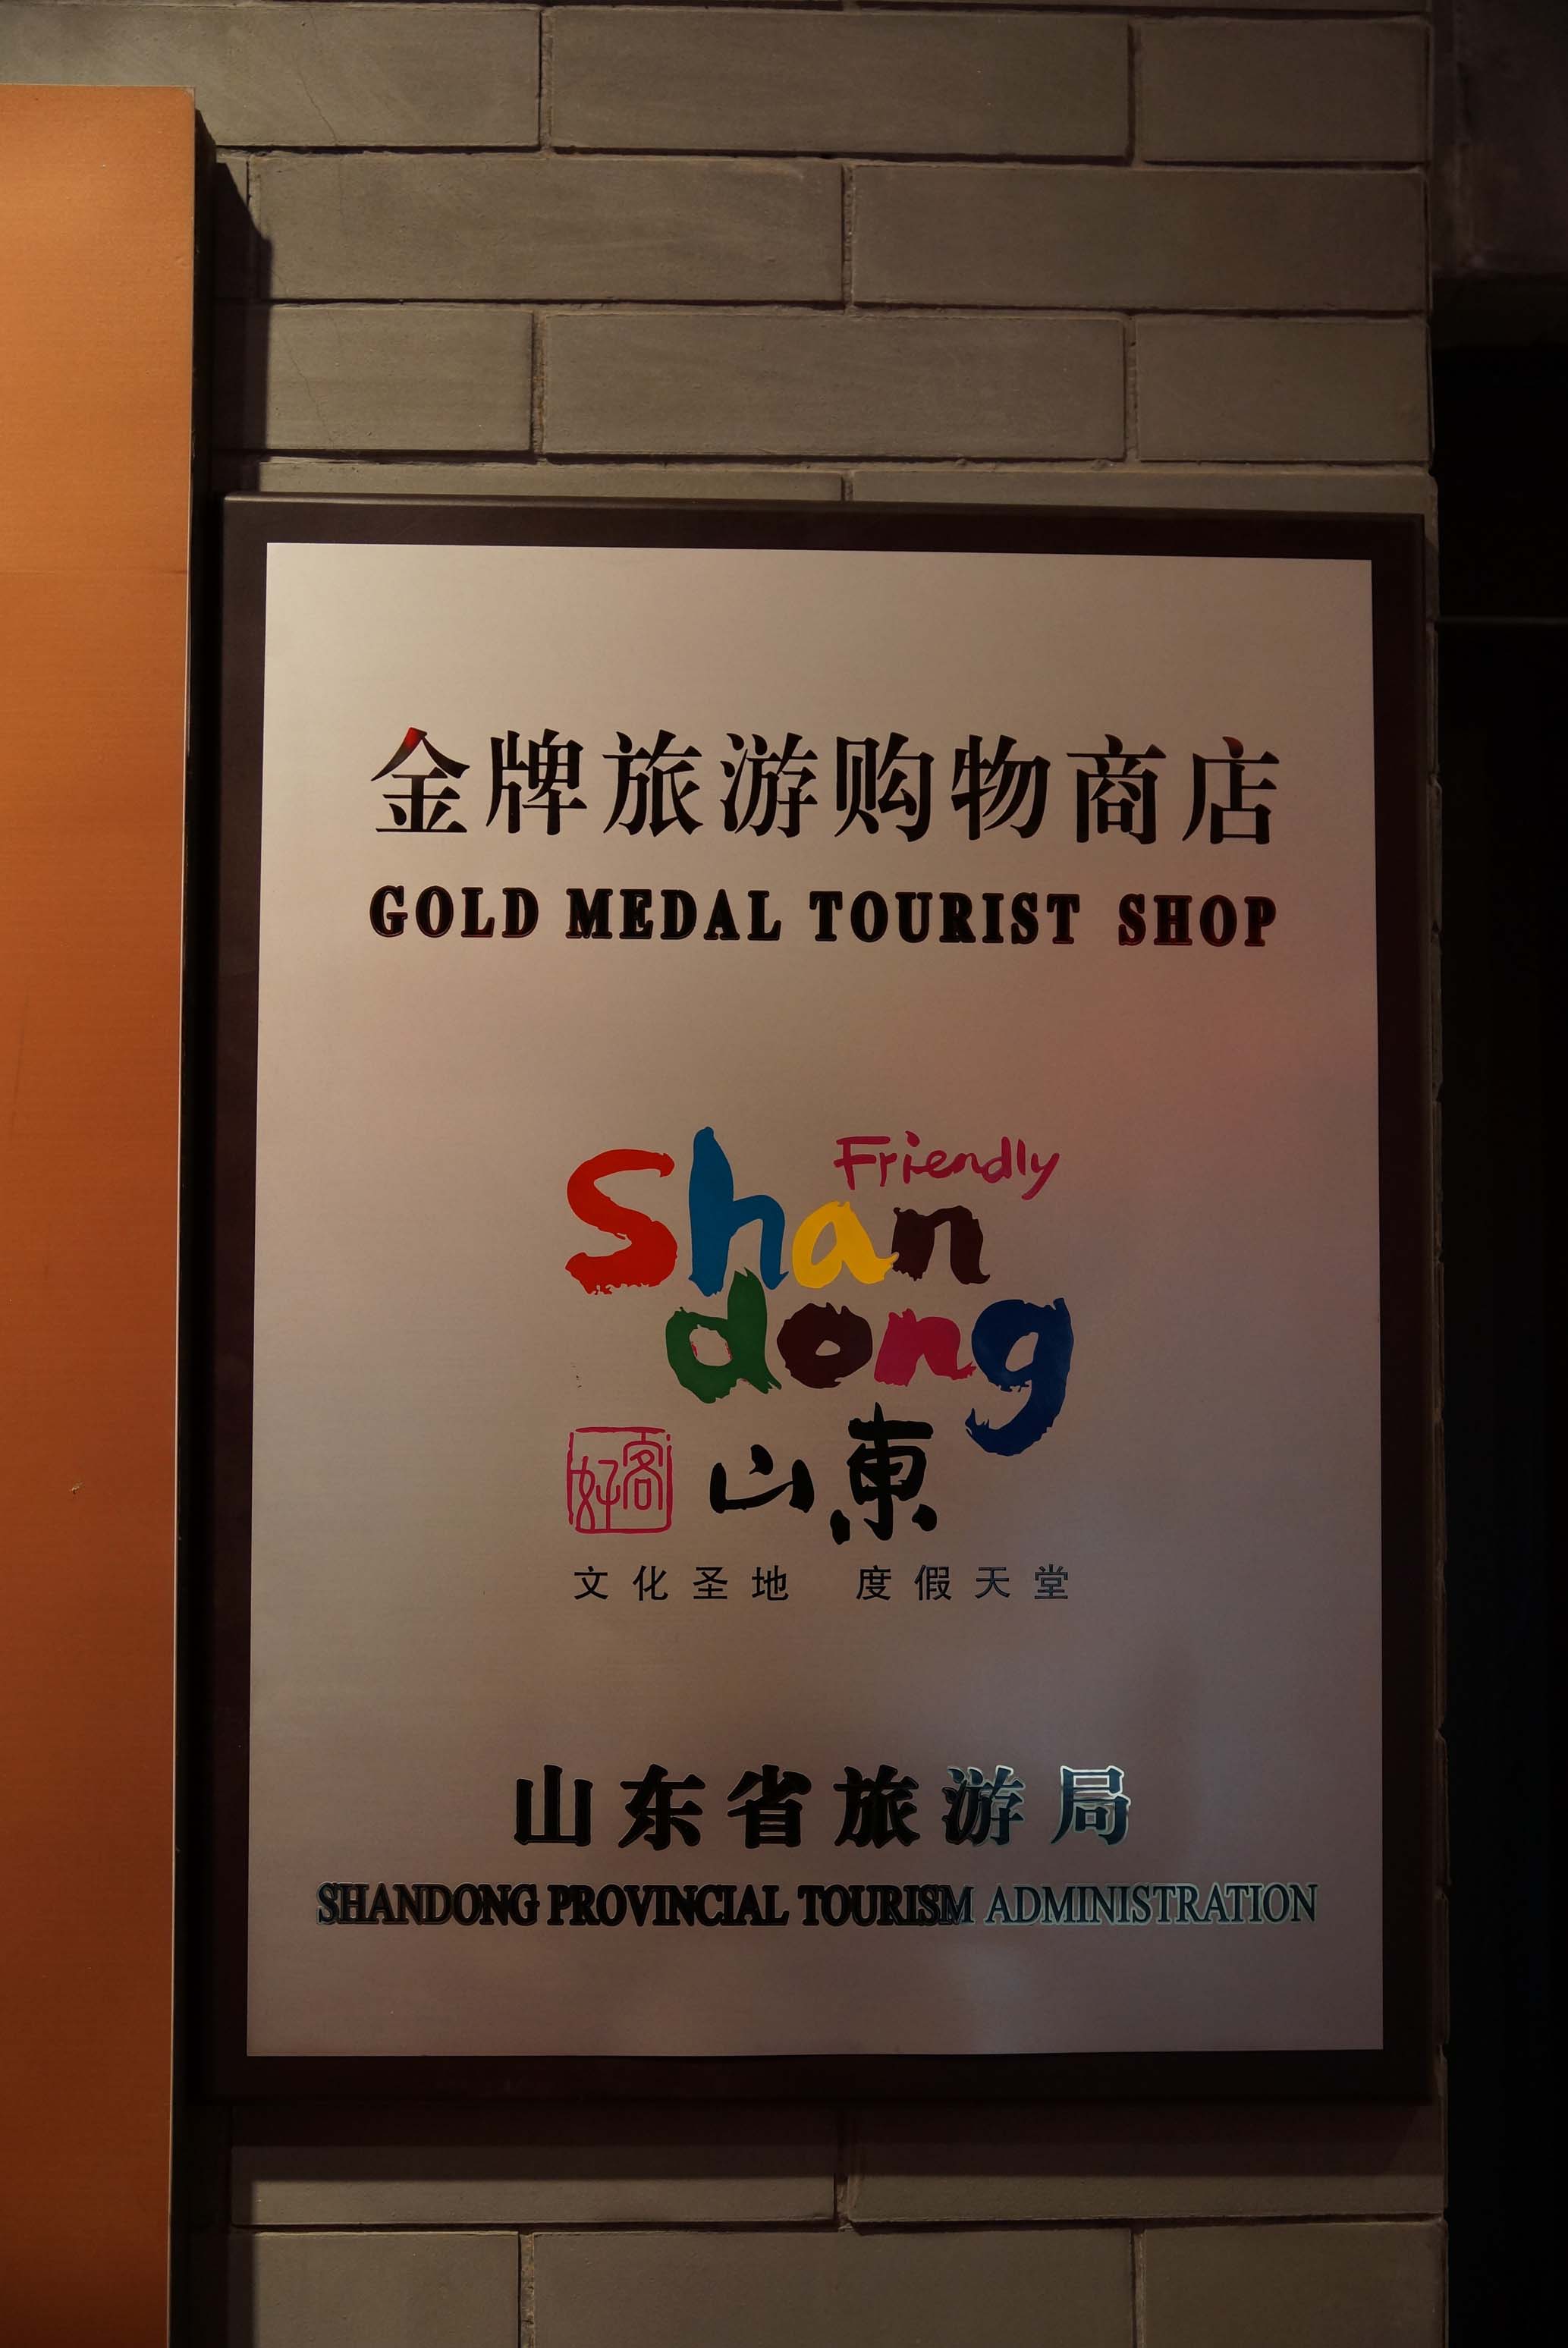 金牌旅游购物商店
GOLD MEDAL TOURIST SHOP
Friendly
Shan
dong
好客 山東
文化圣地 度假天堂
山东省旅游局
SHANDONG PROVINCIAL TOURISM ADMINISTRATION